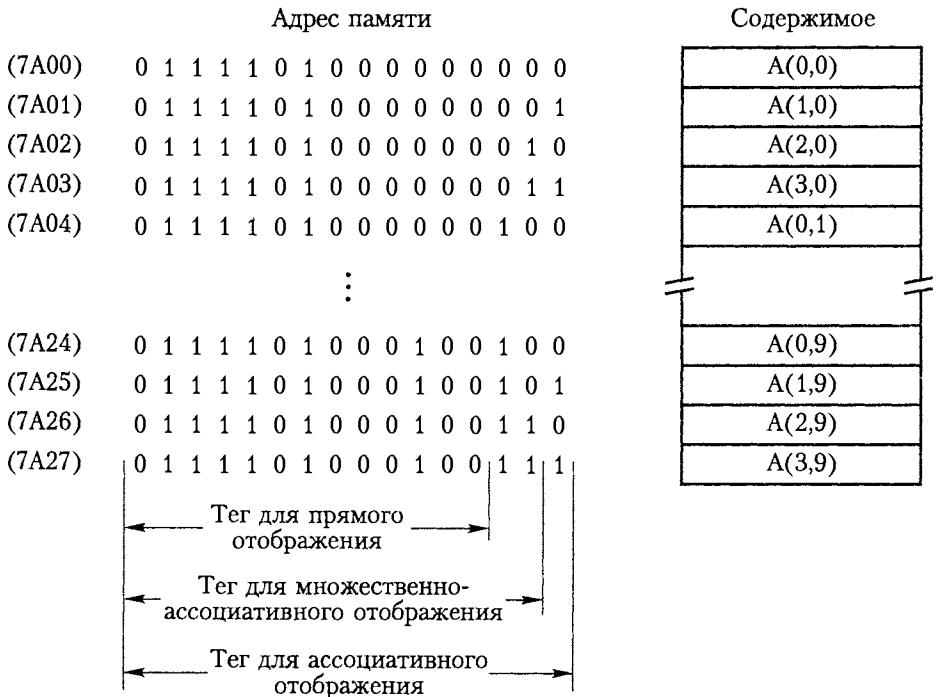 Адрес памяти Содержимое
(7A00) 0 1 1 1 1 0 1 0 0 0 0 0 0 0 0 0 A(0,0)
(7A01) 0 1 1 1 1 0 1 0 0 0 0 0 0 0 0 1 A(1,0)
(7A02) 0 1 1 1 1 0 1 0 0 0 0 0 0 0 1 0 A(2,0)
(7A03) 0 1 1 1 1 0 1 0 0 0 0 0 0 0 1 1 A(3,0)
(7A04) 0 1 1 1 1 0 1 0 0 0 0 0 0 1 0 0 A(0,1)
(7A24) 0 1 1 1 1 0 1 0 0 0 1 0 0 1 0 0 A(0,9)
(7A25) 0 1 1 1 1 0 1 0 0 0 1 0 0 1 0 1 A(1,9)
(7A26) 0 1 1 1 1 0 1 0 0 0 1 0 0 1 1 0 A(2,9)
(7A27) 0 1 1 1 1 0 1 0 0 0 1 0 0 1 1 1 A(3,9)
Тег для прямого
отображения
Тег для множественно-
ассоциативного отображения
Тег для ассоциативного
отображения